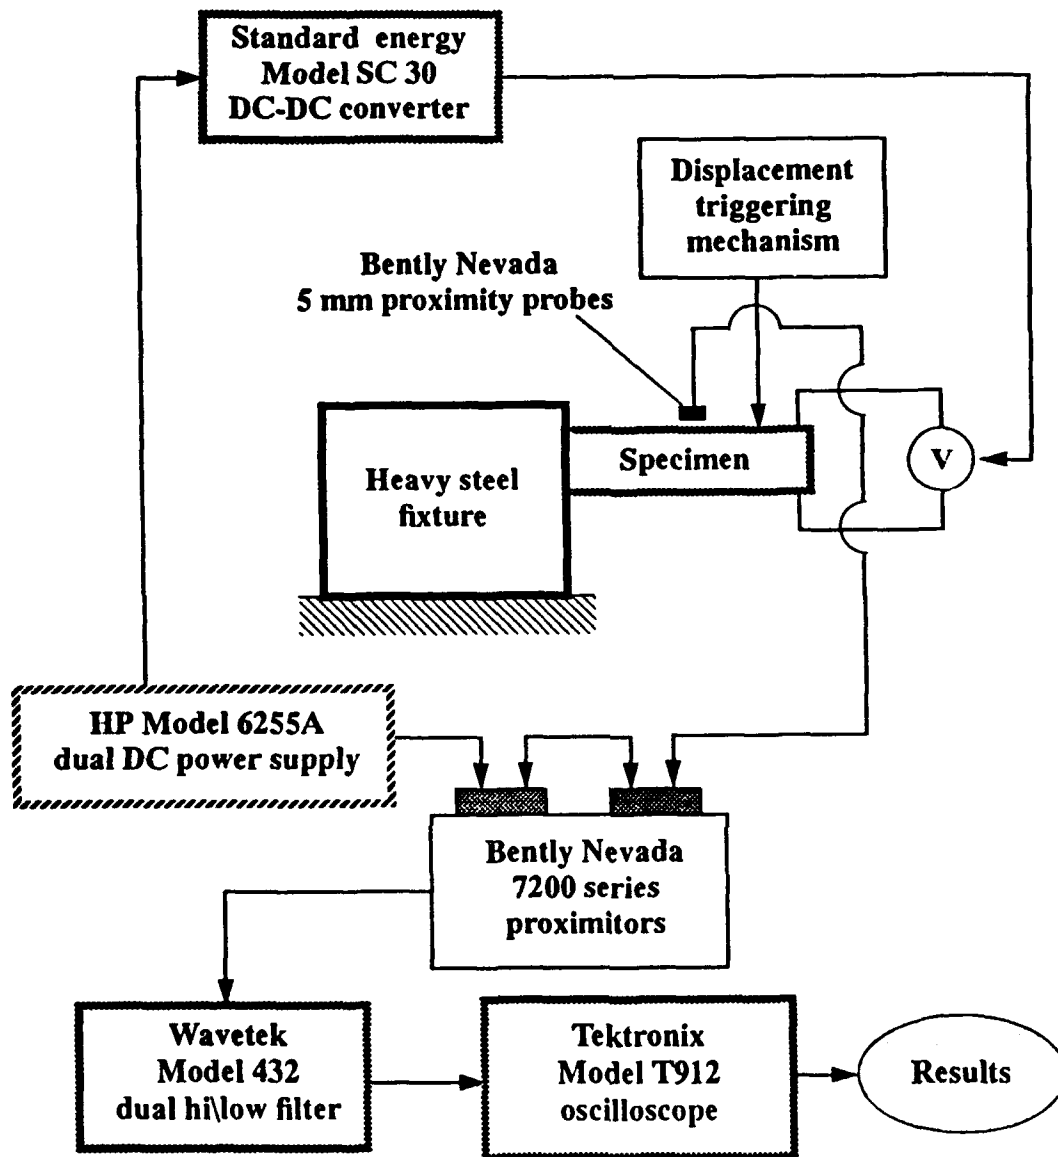 Standard energy
Model SC 30
DC-DC converter
Displacement
triggering
mechanism
Bently Nevada
5 mm proximity probes
Heavy steel
fixture
Specimen
V
HP Model 6255A
dual DC power supply
Bently Nevada
7200 series
proximitors
Wavetek
Model 432
dual hi\low filter
Tektronix
Model T912
oscilloscope
Results